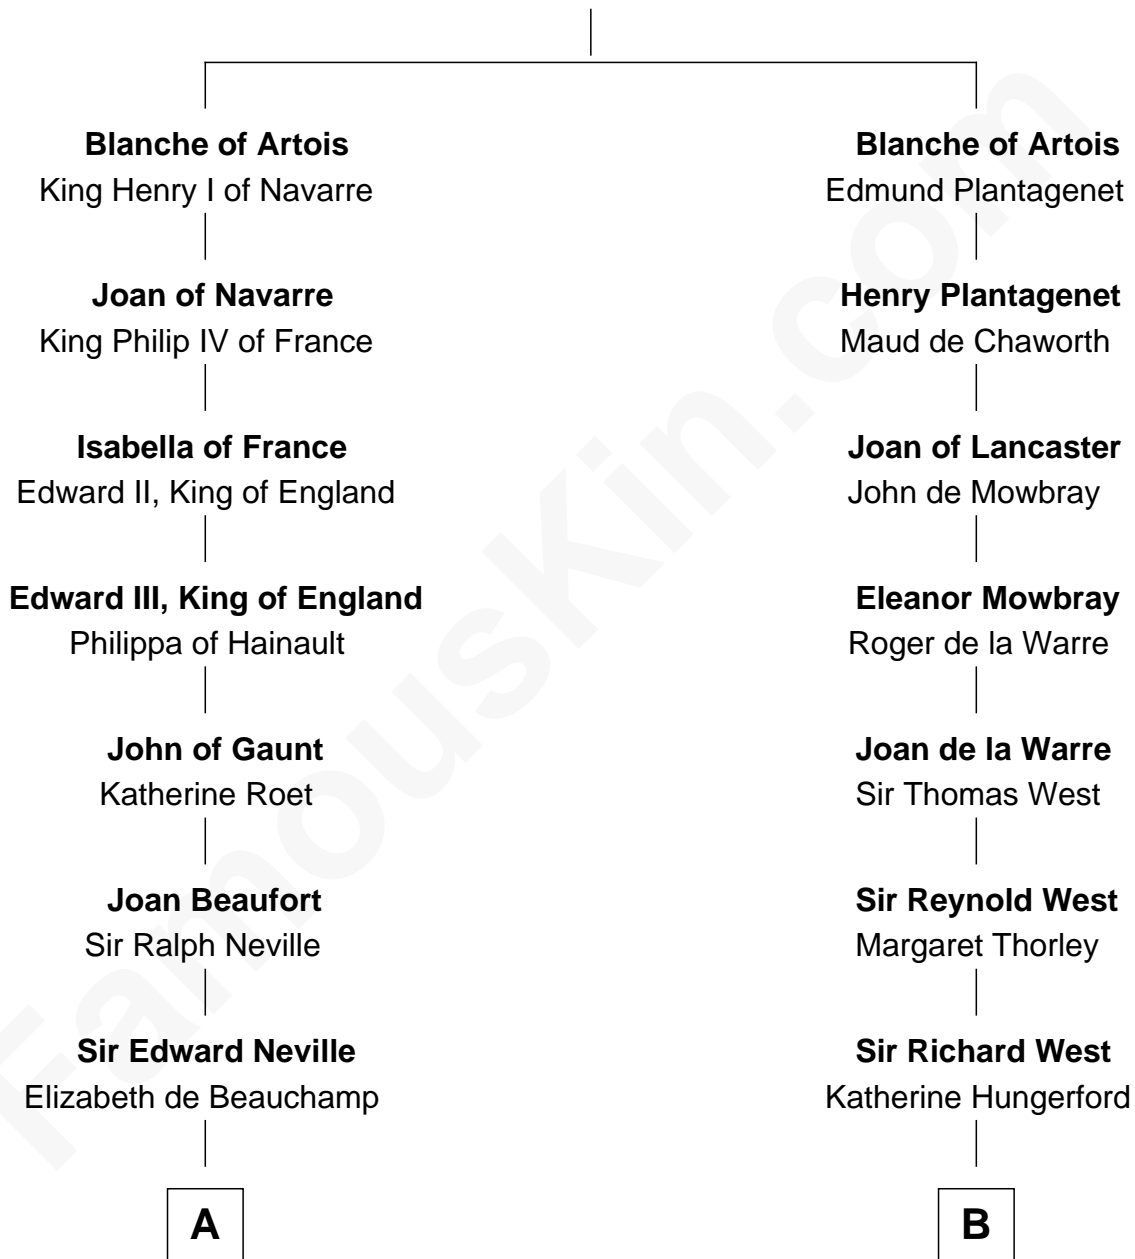 Blanche of Artois
King Henry I of Navarre
Joan of Navarre
King Philip IV of France
Isabella of France
Edward II, King of England
Edward III, King of England
Philippa of Hainault
John of Gaunt
Katherine Roet
Joan Beaufort
Sir Ralph Neville
Sir Edward Neville
Elizabeth de Beauchamp
A
Blanche of Artois
Edmund Plantagenet
Henry Plantagenet
Maud de Chaworth
Joan of Lancaster
John de Mowbray
Eleanor Mowbray
Roger de la Warre
Joan de la Warre
Sir Thomas West
Sir Reynold West
Margaret Thorley
Sir Richard West
Katherine Hungerford
B
FamousKin.com